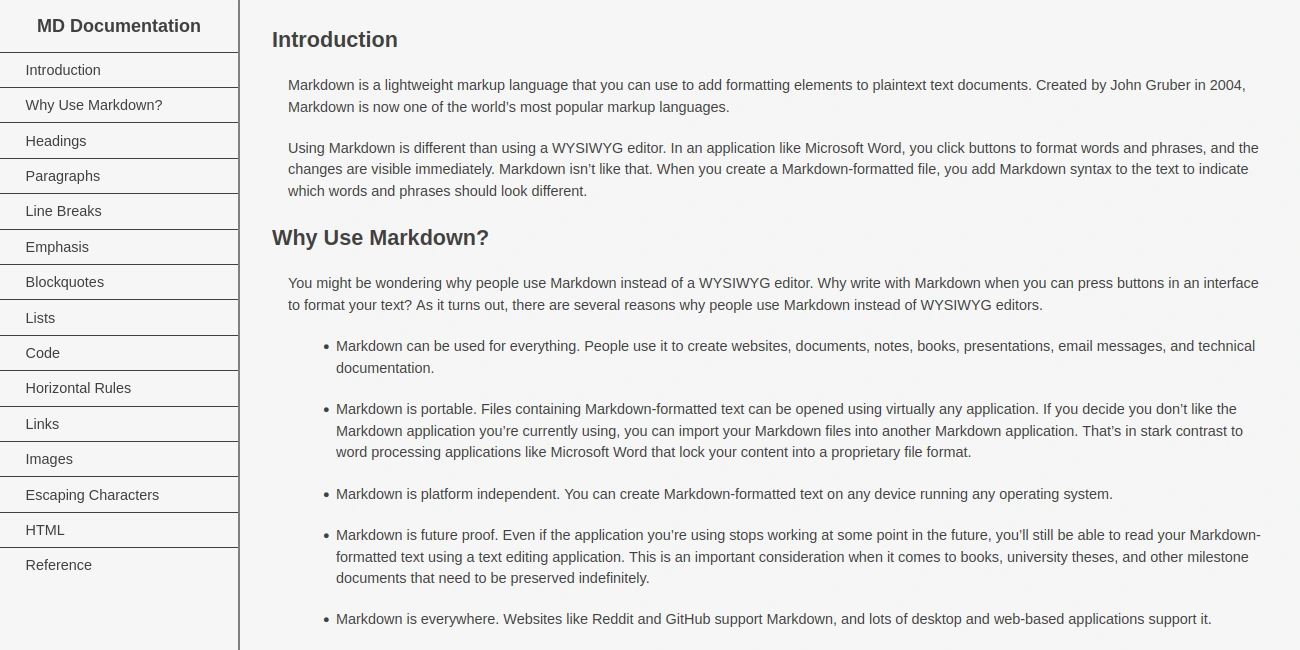 MD Documentation
Introduction
Why Use Markdown?
Headings
Paragraphs
Line Breaks
Emphasis
Blockquotes
Lists
Code
Horizontal Rules
Links
Images
Escaping Characters
HTML
Reference
Introduction
Markdown is a lightweight markup language that you can use to add formatting elements to plaintext text documents. Created by John Gruber in 2004,
Markdown is now one of the world’s most popular markup languages.
Using Markdown is different than using a WYSIWYG editor. In an application like Microsoft Word, you click buttons to format words and phrases, and the
changes are visible immediately. Markdown isn’t like that. When you create a Markdown-formatted file, you add Markdown syntax to the text to indicate
which words and phrases should look different.
Why Use Markdown?
You might be wondering why people use Markdown instead of a WYSIWYG editor. Why write with Markdown when you can press buttons in an interface
to format your text? As it turns out, there are several reasons why people use Markdown instead of WYSIWYG editors.
• Markdown can be used for everything. People use it to create websites, documents, notes, books, presentations, email messages, and technical
documentation.
• Markdown is portable. Files containing Markdown-formatted text can be opened using virtually any application. If you decide you don’t like the
Markdown application you’re currently using, you can import your Markdown files into another Markdown application. That’s in stark contrast to
word processing applications like Microsoft Word that lock your content into a proprietary file format.
• Markdown is platform independent. You can create Markdown-formatted text on any device running any operating system.
• Markdown is future proof. Even if the application you’re using stops working at some point in the future, you’ll still be able to read your Markdown-
formatted text using a text editing application. This is an important consideration when it comes to books, university theses, and other milestone
documents that need to be preserved indefinitely.
• Markdown is everywhere. Websites like Reddit and GitHub support Markdown, and lots of desktop and web-based applications support it.